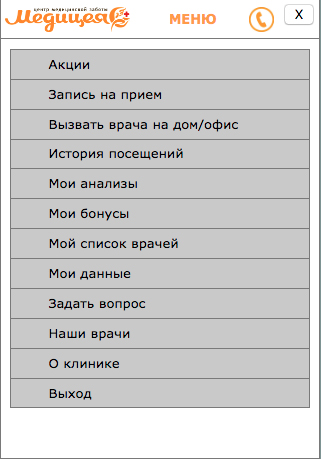 центр медицинской заботы
Медицея
МЕНЮ
X
Акции
Запись на прием
Вызвать врача на дом/офис
История посещений
Мои анализы
Мои бонусы
Мой список врачей
Мои данные
Задать вопрос
Наши врачи
О клинике
Выход